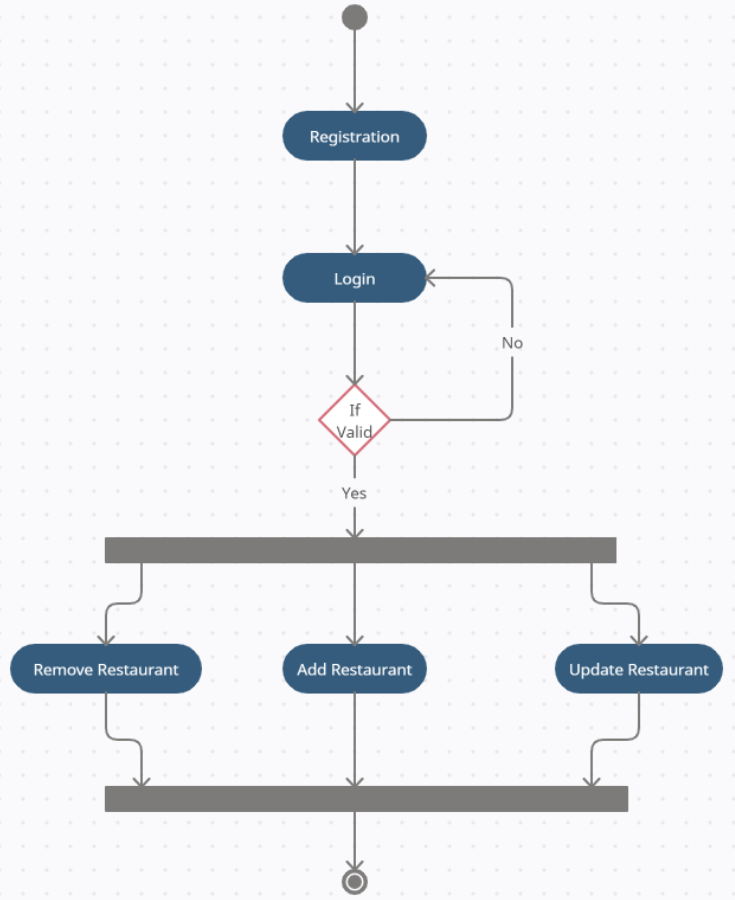 Registration
Login
No
If
Valid
Yes
Remove Restaurant
Add Restaurant
Update Restaurant